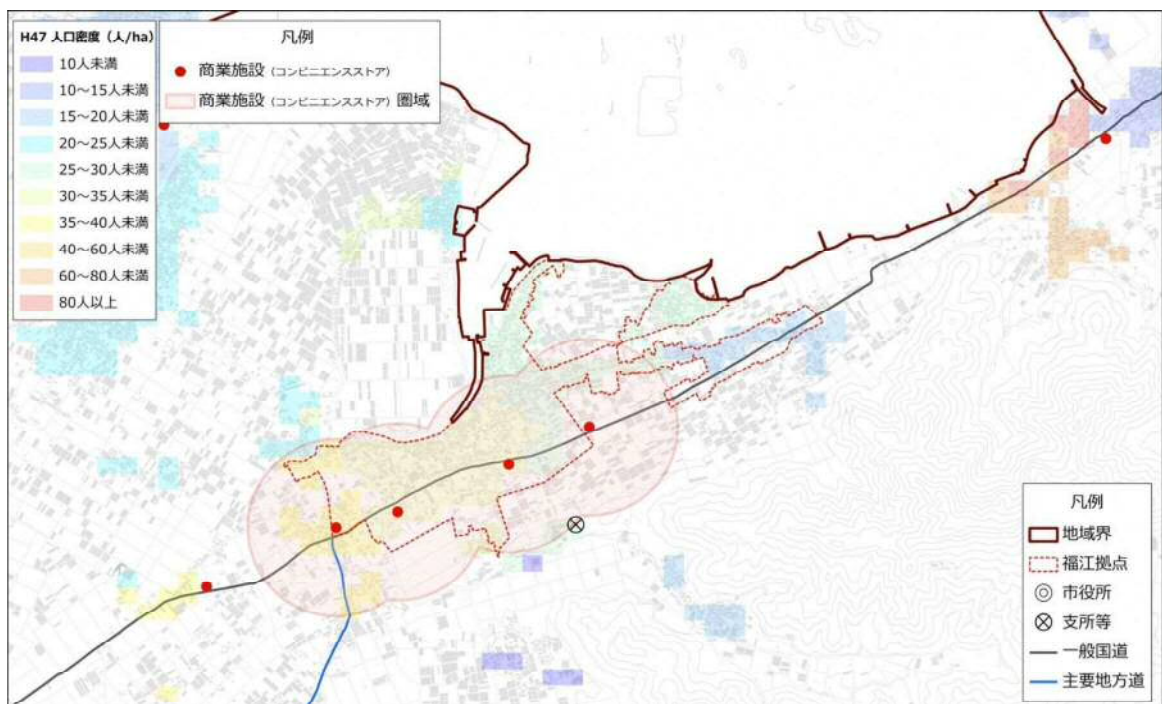 H47 人口密度（人/ha）
10人未満
10～15人未満
15～20人未満
20～25人未満
25～30人未満
30～35人未満
35～40人未満
40～60人未満
60～80人未満
80人以上
凡例
商業施設（コンビニエンスストア）
商業施設（コンビニエンスストア）圏域
凡例
地域界
福江拠点
市役所
支所等
一般国道
主要地方道